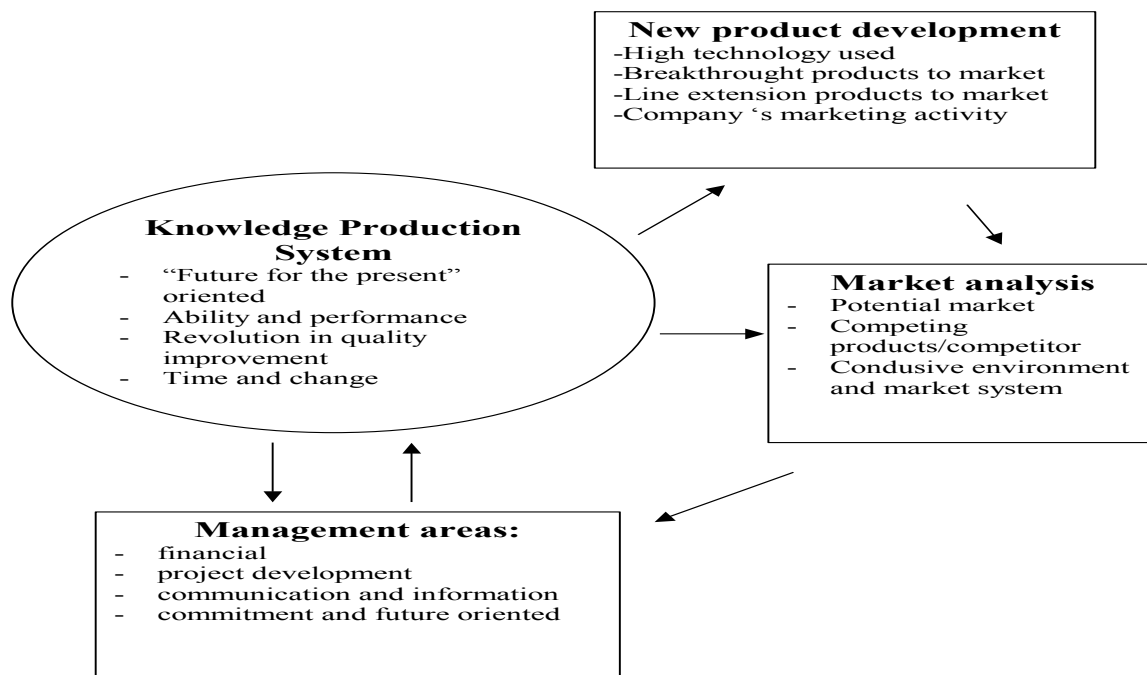 New product development
-High technology used
-Breakthrought products to market
-Line extension products to market
-Company ‘s marketing activity
Knowledge Production
System
- “Future for the present”
oriented
- Ability and performance
- Revolution in quality
improvement
- Time and change
Market analysis
- Potential market
- Competing
products/competitor
- Condusive environment
and market system
Management areas:
- financial
- project development
- communication and information
- commitment and future oriented